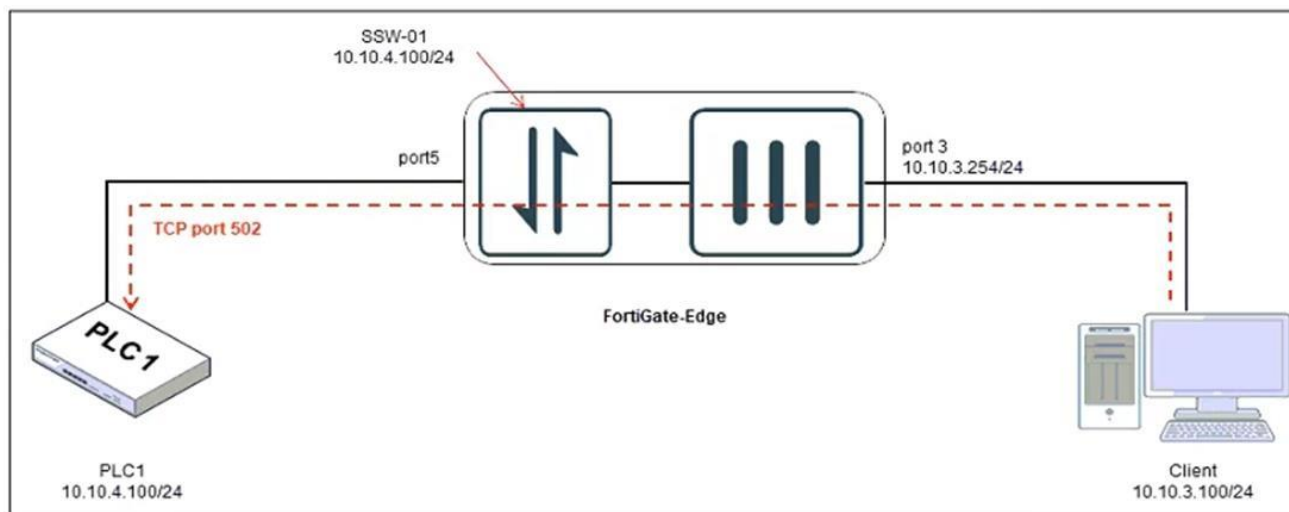 SSW-01
10.10.4.100/24
port5
port 3
10.10.3.254/24
TCP port 502
FortiGate-Edge
PLC1
PLC1
10.10.4.100/24
Client
10.10.3.100/24